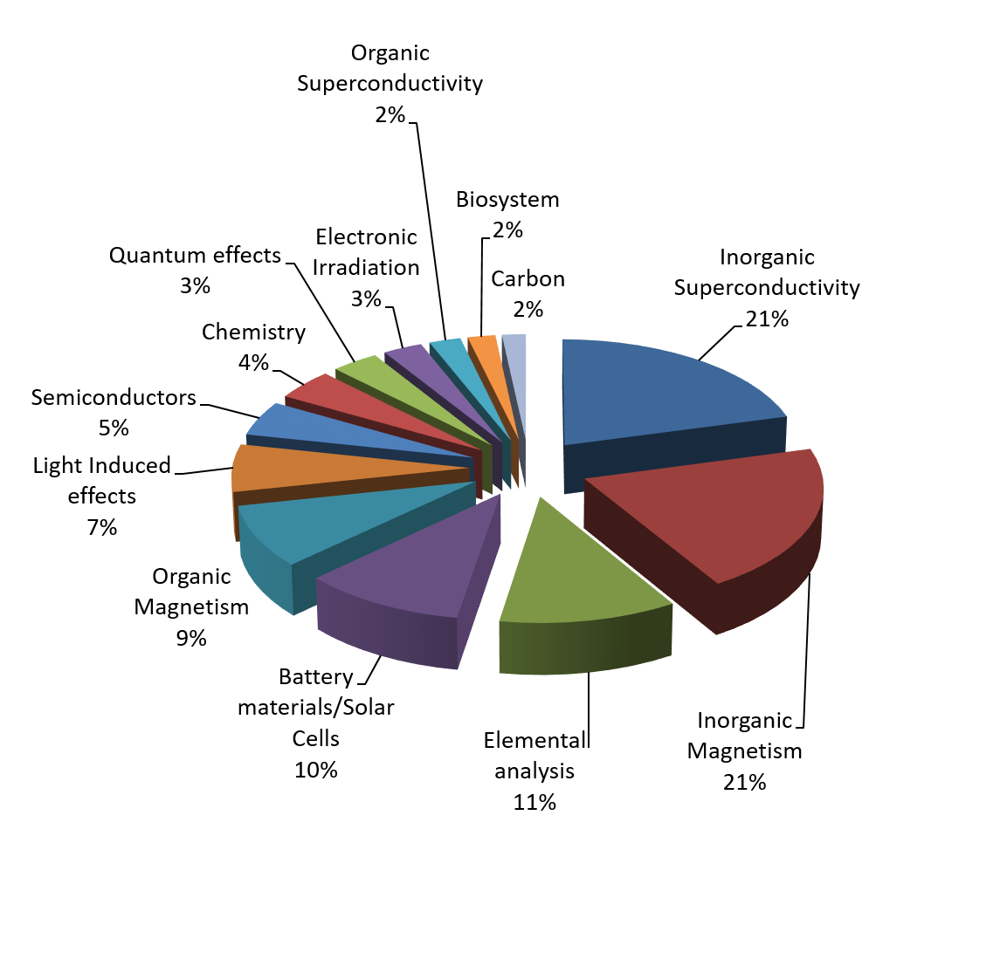 Organic
Superconductivity
2%
Biosystem
2%
Electronic
Irradiation
3%
Quantum effects
3%
Carbon
2%
Inorganic
Superconductivity
21%
Chemistry
4%
Semiconductors
5%
Light Induced
effects
7%
Organic
Magnetism
9%
Battery
materials/Solar
Cells
10%
Elemental
analysis
11%
Inorganic
Magnetism
21%